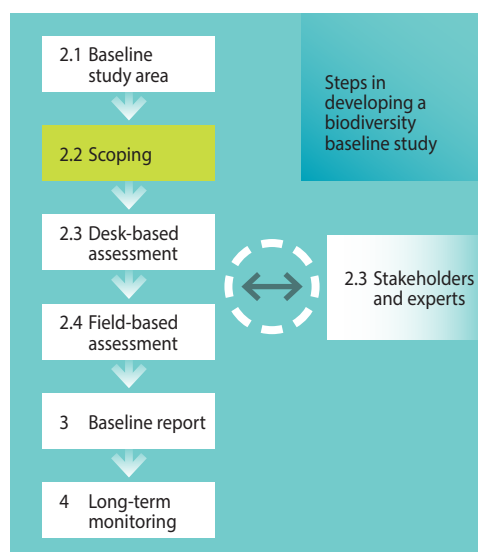 2.1 Baseline
study area
Steps in
developing a
biodiversity
baseline study
2.2 Scoping
2.3 Desk-based
assessment
2.3 Stakeholders
and experts
2.4 Field-based
assessment
3 Baseline report
4 Long-term
monitoring